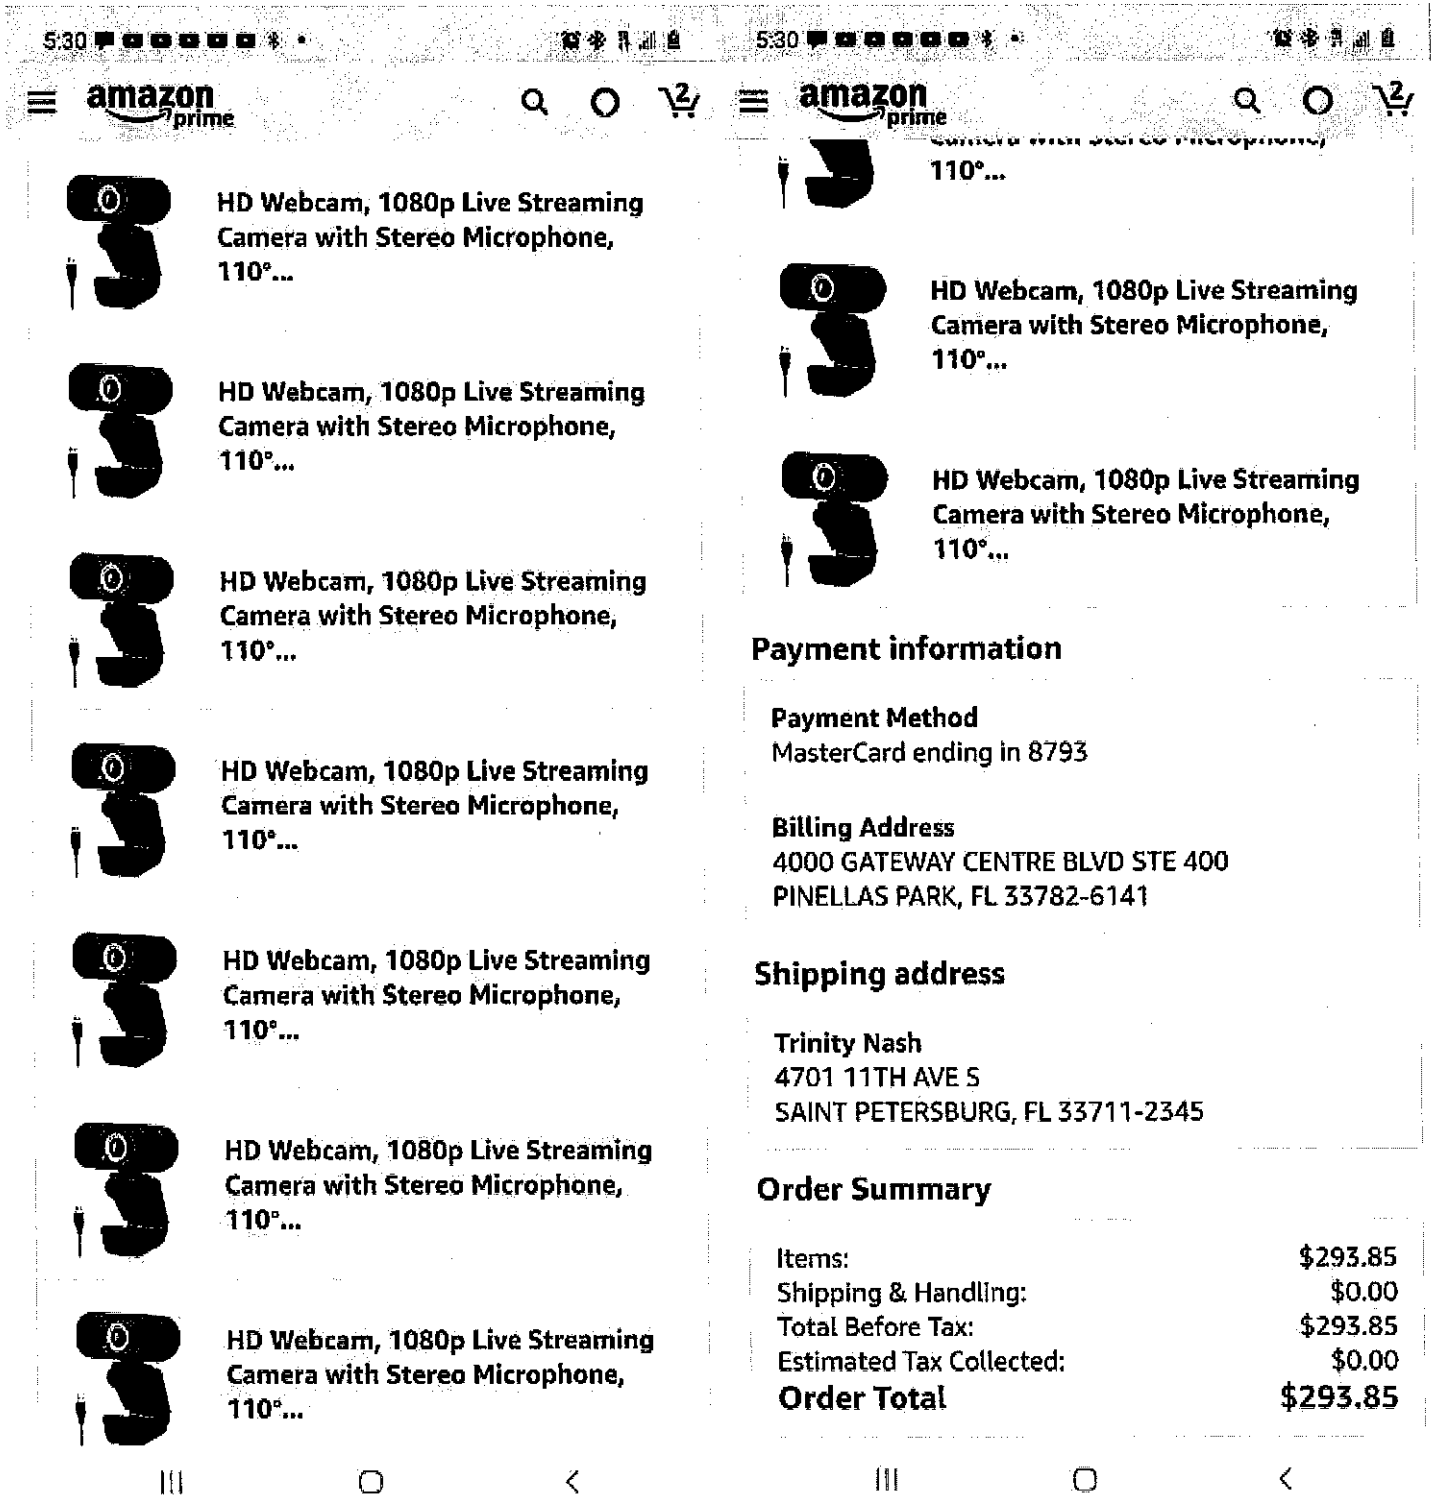 5:30
amazon
prime
2
HD Webcam, 1080p Live Streaming
Camera with Stereo Microphone,
110°...
HD Webcam, 1080p Live Streaming
Camera with Stereo Microphone,
110°...
HD Webcam, 1080p Live Streaming
Camera with Stereo Microphone,
110°...
HD Webcam, 1080p Live Streaming
Camera with Stereo Microphone,
110°...
HD Webcam, 1080p Live Streaming
Camera with Stereo Microphone,
110°...
HD Webcam, 1080p Live Streaming
Camera with Stereo Microphone,
110°...
HD Webcam, 1080p Live Streaming
Camera with Stereo Microphone,
110°...
5:30
amazon
prime
2
Camera with Stereo Microphone,
110°...
HD Webcam, 1080p Live Streaming
Camera with Stereo Microphone,
110°...
HD Webcam, 1080p Live Streaming
Camera with Stereo Microphone,
110°...
Payment information
Payment Method
MasterCard ending in 8793
Billing Address
4000 GATEWAY CENTRE BLVD STE 400
PINELLAS PARK, FL 33782-6141
Shipping address
Trinity Nash
4701 11TH AVE S
SAINT PETERSBURG, FL 33711-2345
Order Summary
Items: $293.85
Shipping & Handling: $0.00
Total Before Tax: $293.85
Estimated Tax Collected: $0.00
Order Total $293.85